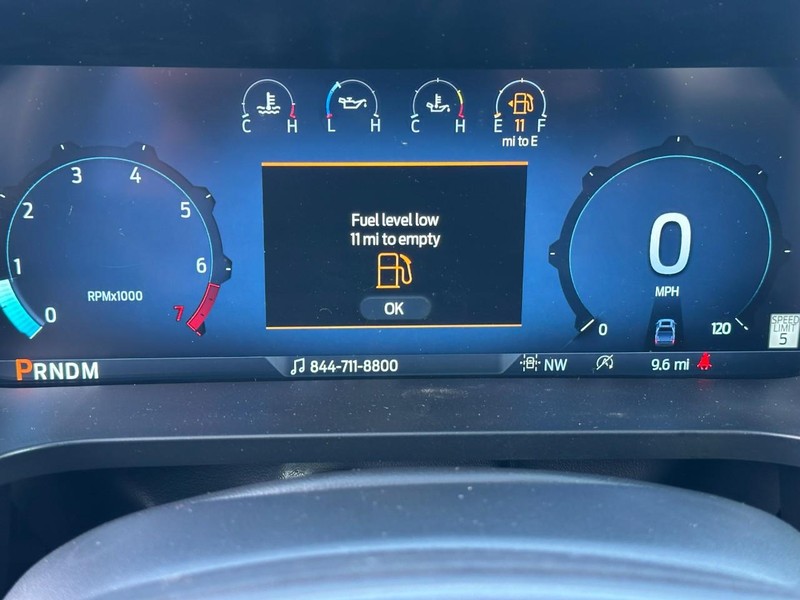 C H
L H
C H
E 11 F
mi to E
0 1 2 3 4 5 6 7
RPMx1000
Fuel level low
11 mi to empty
OK
0
MPH
0 120
SPEED
LIMIT
5
PRNDM
844-711-8800
NW
9.6 mi